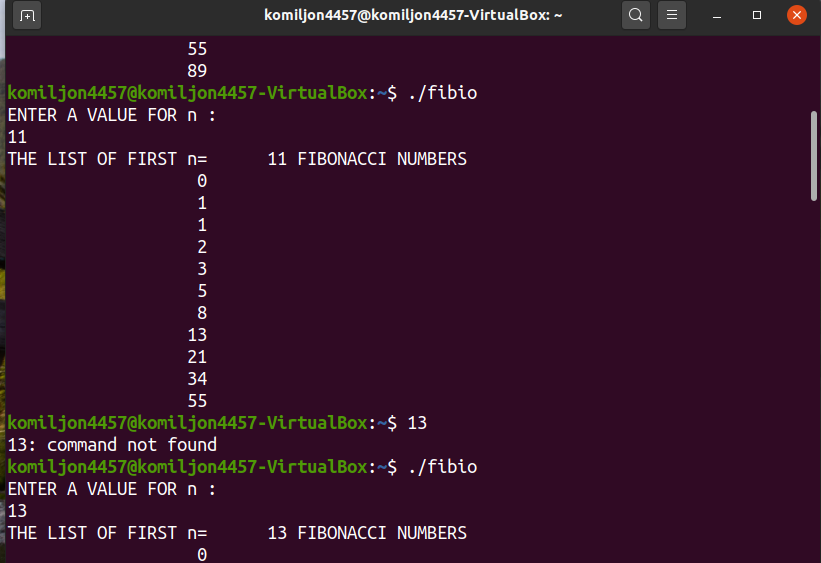 komiljon4457@komiljon4457-VirtualBox: ~
55
89
komiljon4457@komiljon4457-VirtualBox:~$ ./fibio
ENTER A VALUE FOR n :
11
THE LIST OF FIRST n=      11 FIBONACCI NUMBERS
0
1
1
2
3
5
8
13
21
34
55
komiljon4457@komiljon4457-VirtualBox:~$ 13
13: command not found
komiljon4457@komiljon4457-VirtualBox:~$ ./fibio
ENTER A VALUE FOR n :
13
THE LIST OF FIRST n=      13 FIBONACCI NUMBERS
0